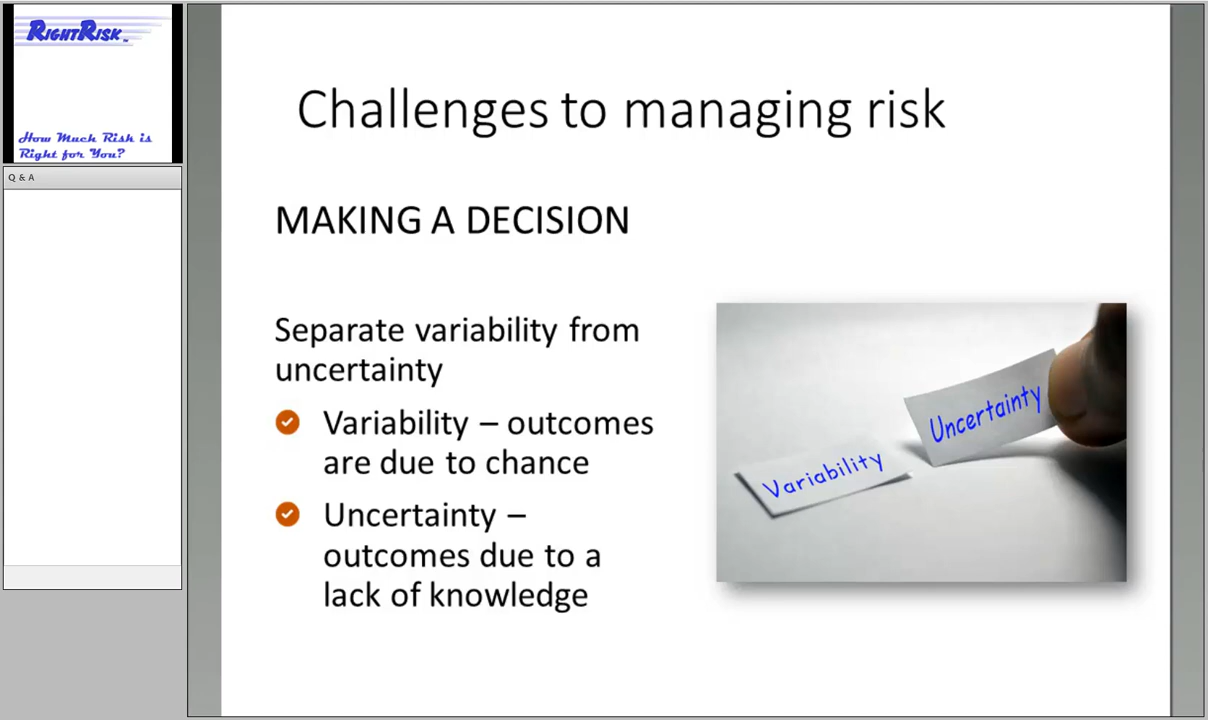 RIGHTRISK™
How Much Risk is
Right for You?
Q & A
Challenges to managing risk
MAKING A DECISION
Separate variability from
uncertainty
Variability – outcomes
are due to chance
Uncertainty –
outcomes due to a
lack of knowledge
Uncertainty
Variability